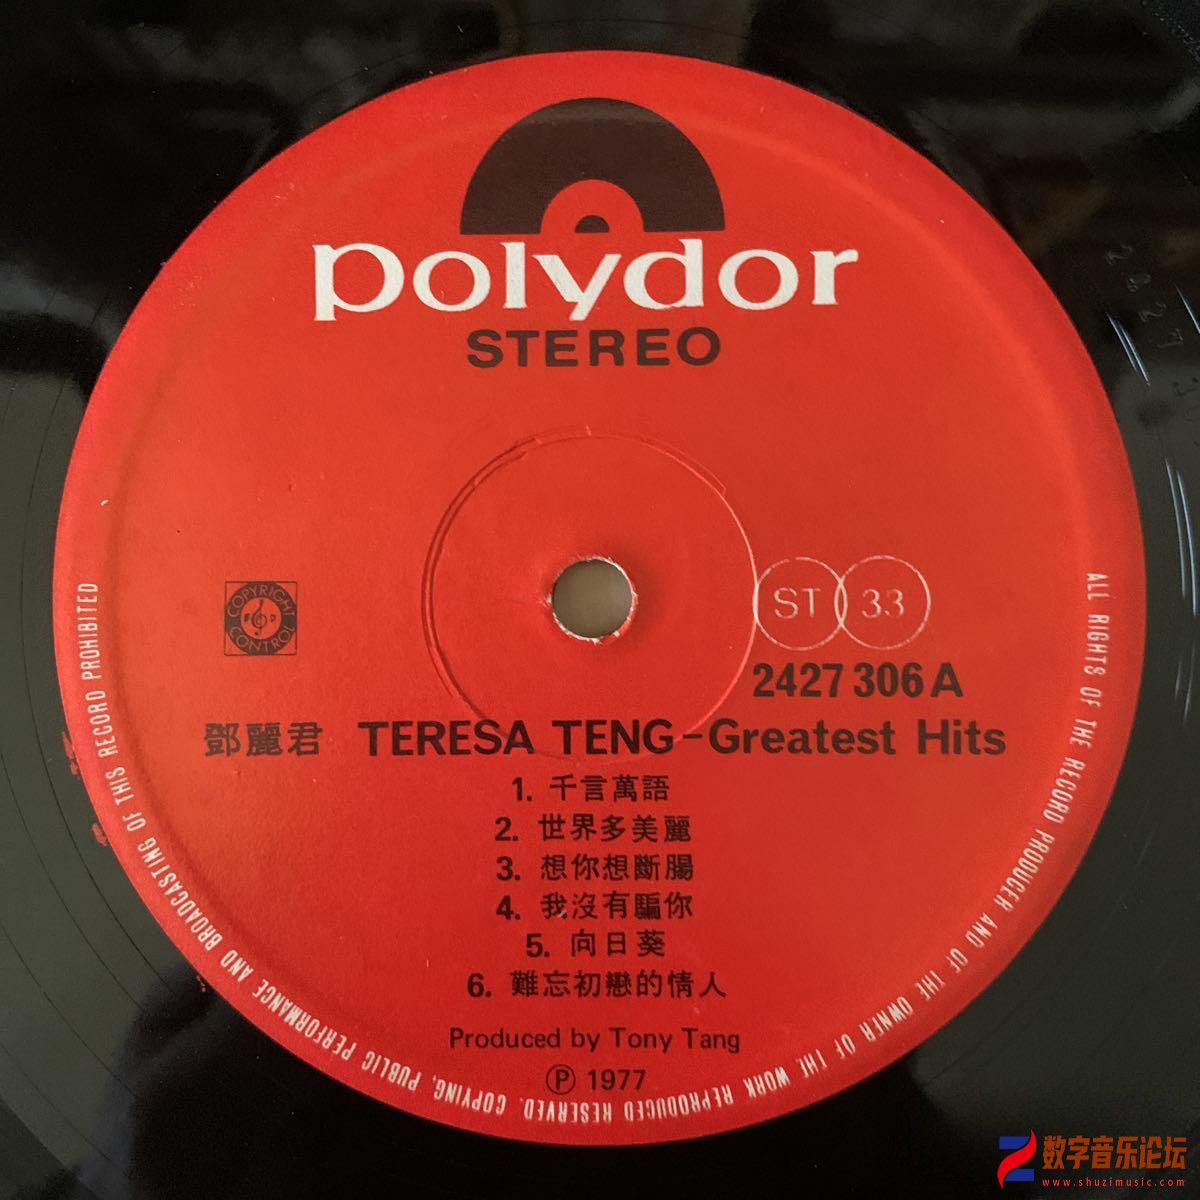 polydor
STEREO
COPYRIGHT
CONTROL
ST 33
2427 306 A
鄧麗君 TERESA TENG-Greatest Hits
1. 千言萬語
2. 世界多美麗
3. 想你想斷腸
4. 我沒有騙你
5. 向日葵
6. 難忘初戀的情人
Produced by Tony Tang
Ⓟ 1977
ALL RIGHTS OF THE RECORD PRODUCER AND OF THE OWNER OF THE WORK REPRODUCED RESERVED. COPYING, PUBLIC PERFORMANCE AND BROADCASTING OF THIS RECORD PROHIBITED
数字音乐论坛
www.shuzimusic.com